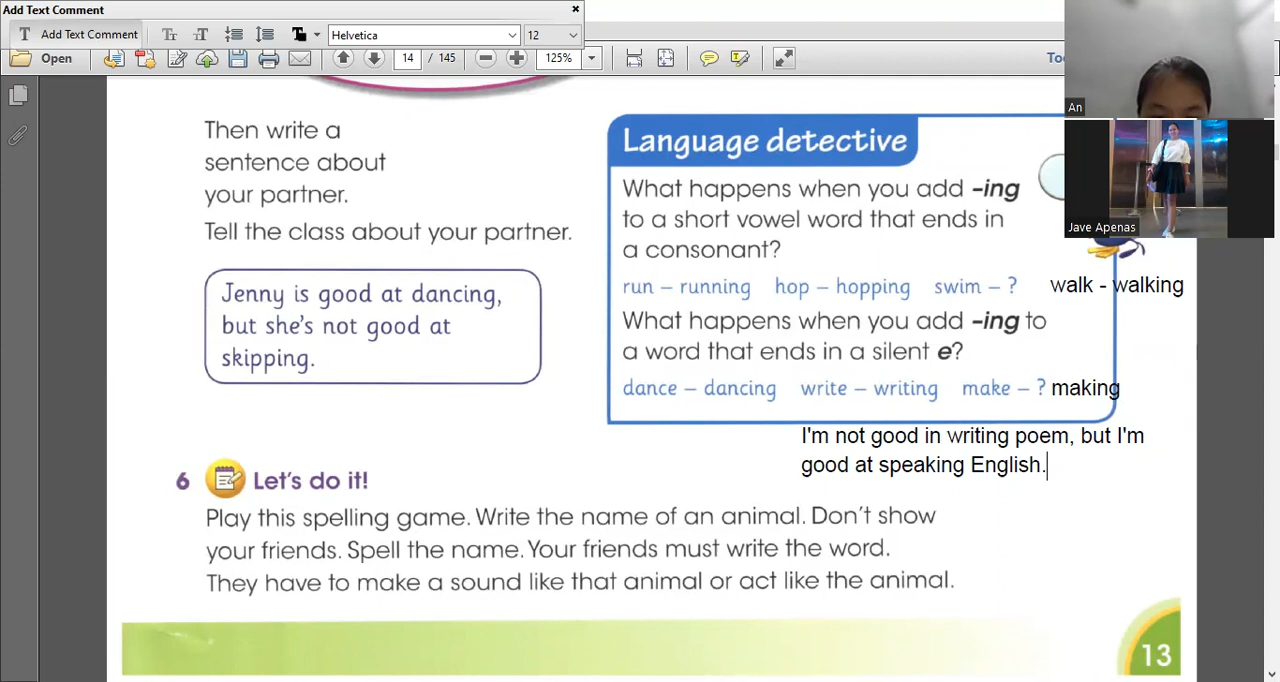 Add Text Comment
Add Text Comment
Helvetica
12
Open
14 / 145
125%
Too
An
Jave Apenas
Then write a
sentence about
your partner.
Tell the class about your partner.
Jenny is good at dancing,
but she's not good at
skipping.
Language detective
What happens when you add -ing
to a short vowel word that ends in
a consonant?
run – running hop – hopping swim – ? walk - walking
What happens when you add -ing to
a word that ends in a silent e?
dance – dancing write – writing make – ? making
I'm not good in writing poem, but I'm
good at speaking English.
6 Let's do it!
Play this spelling game. Write the name of an animal. Don't show
your friends. Spell the name. Your friends must write the word.
They have to make a sound like that animal or act like the animal.
13